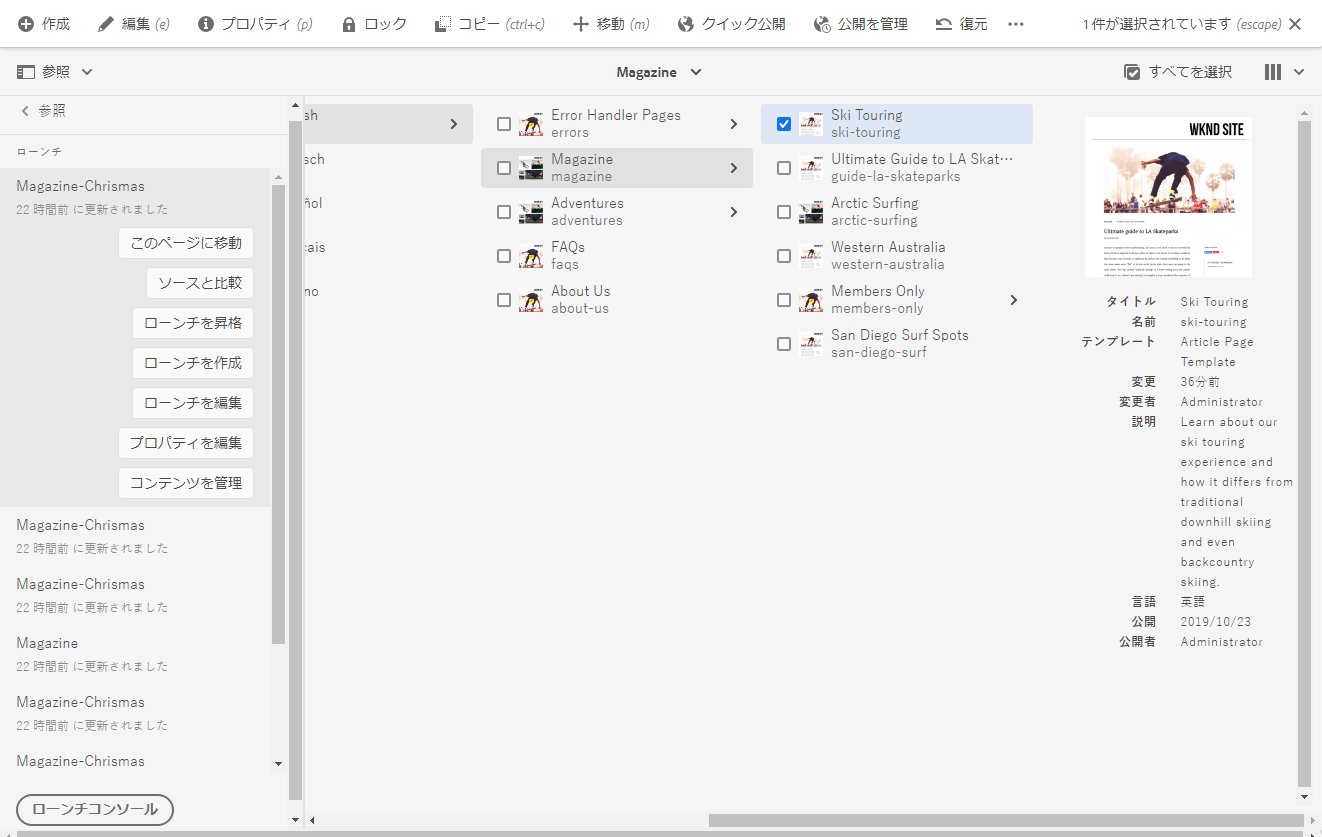 作成 編集 (e) プロパティ (p) ロック コピー (ctrl+c) 移動 (m) クイック公開 公開を管理 復元 1 件が選択されています (escape)
参照 Magazine すべてを選択
参照
ローンチ
Magazine-Chrismas
22 時間前 に更新されました
このページに移動
ソースと比較
ローンチを昇格
ローンチを作成
ローンチを編集
プロパティを編集
コンテンツを管理
Magazine-Chrismas
22 時間前 に更新されました
Magazine-Chrismas
22 時間前 に更新されました
Magazine
22 時間前 に更新されました
Magazine-Chrismas
22 時間前 に更新されました
Magazine-Chrismas
ローンチコンソール
sh
sch
ñol
cais
no
Error Handler Pages
errors
Magazine
magazine
Adventures
adventures
FAQs
faqs
About Us
about-us
Ski Touring
ski-touring
Ultimate Guide to LA Skat···
guide-la-skateparks
Arctic Surfing
arctic-surfing
Western Australia
western-australia
Members Only
members-only
San Diego Surf Spots
san-diego-surf
WKND SITE
Ultimate guide to LA Skateparks
タイトル Ski Touring
名前 ski-touring
テンプレート Article Page
Template
変更 36分前
変更者 Administrator
説明 Learn about our
ski touring
experience and
how it differs from
traditional
downhill skiing
and even
backcountry
skiing.
言語 英語
公開 2019/10/23
公開者 Administrator